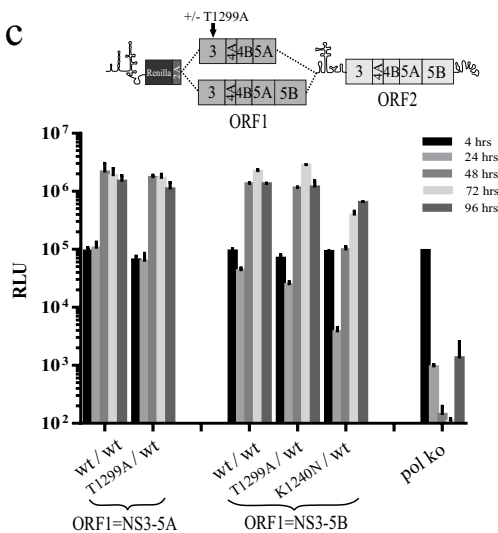 c
+/- T1299A
Renilla 2A
3 4A 4B 5A
3 4A 4B 5A 5B
ORF1
3 4A 4B 5A 5B
ORF2
10^7
10^6
10^5
10^4
10^3
10^2
RLU
4 hrs
24 hrs
48 hrs
72 hrs
96 hrs
wt / wt
T1299A / wt
wt / wt
T1299A / wt
K1240N / wt
pol ko
ORF1=NS3-5A
ORF1=NS3-5B